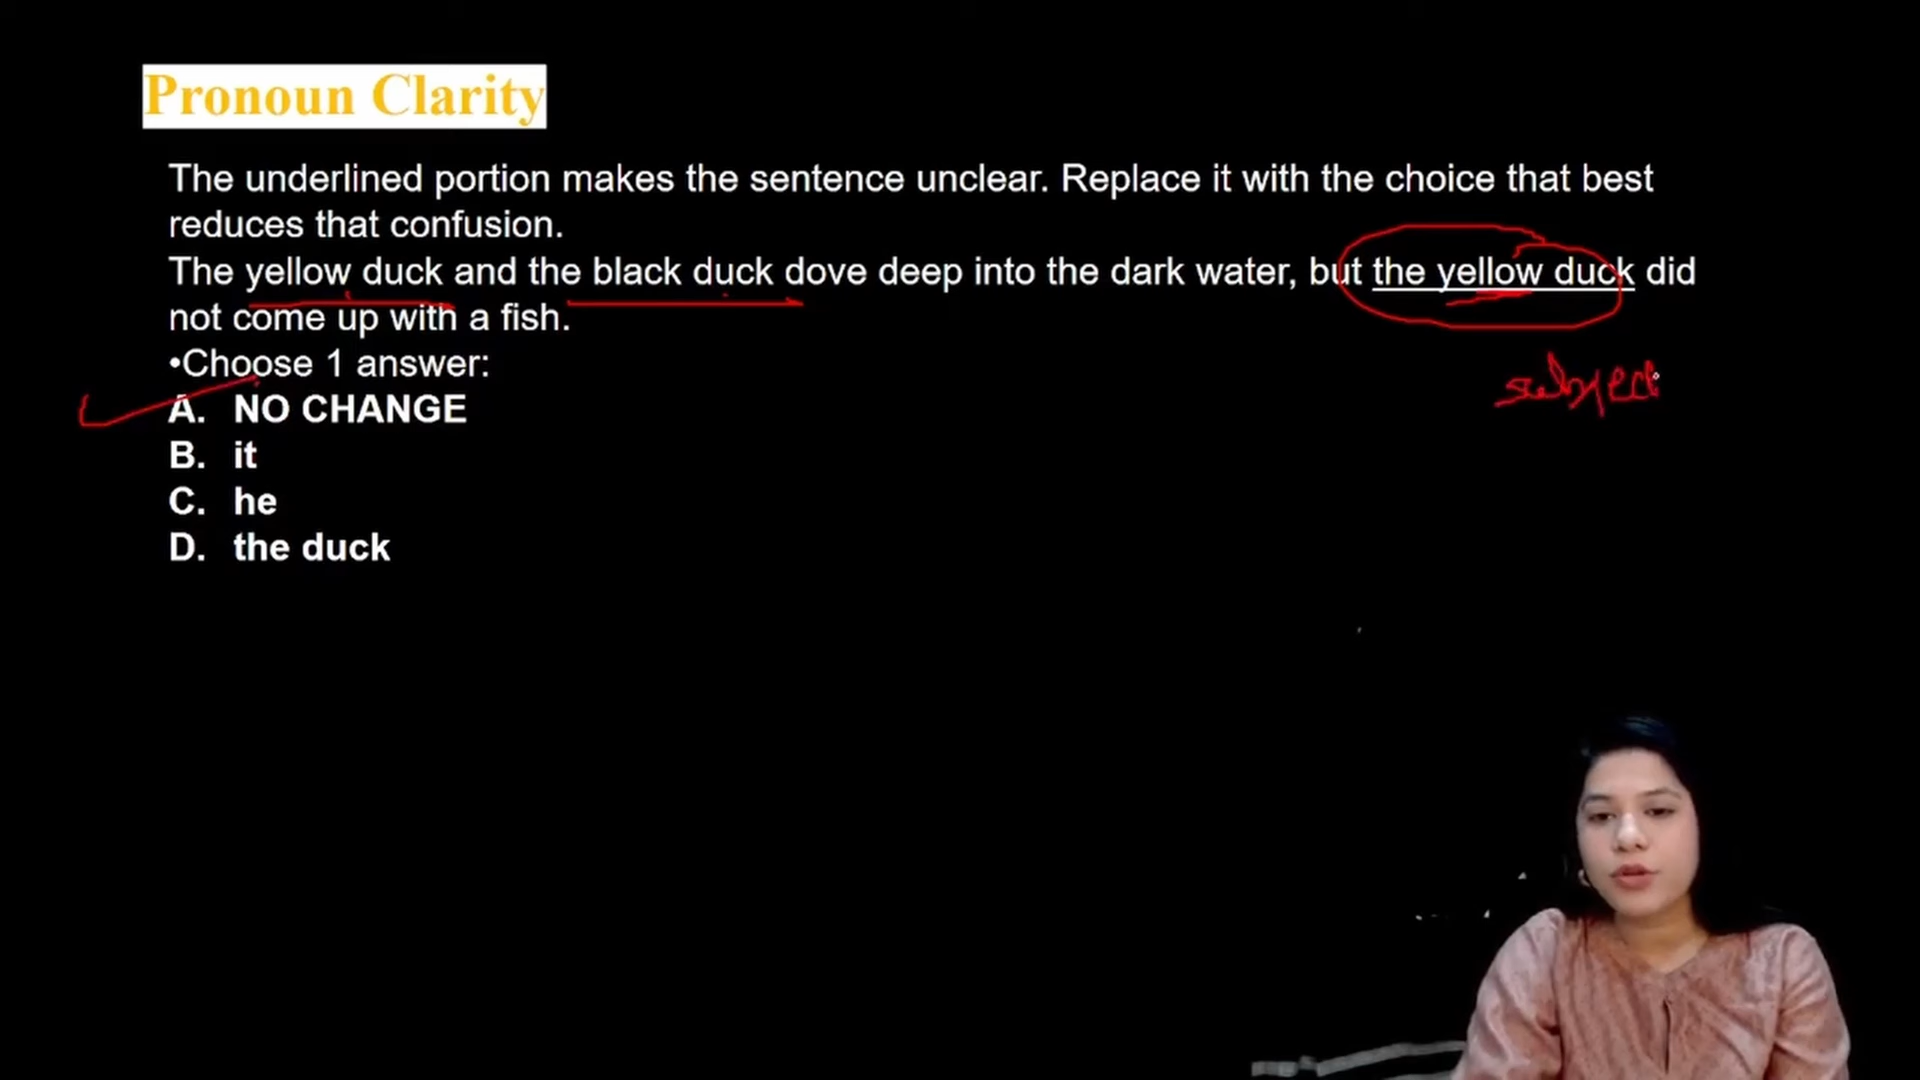 Pronoun Clarity
The underlined portion makes the sentence unclear. Replace it with the choice that best
reduces that confusion.
The yellow duck and the black duck dove deep into the dark water, but the yellow duck did
not come up with a fish.
•Choose 1 answer:
subject
A. NO CHANGE
B. it
C. he
D. the duck